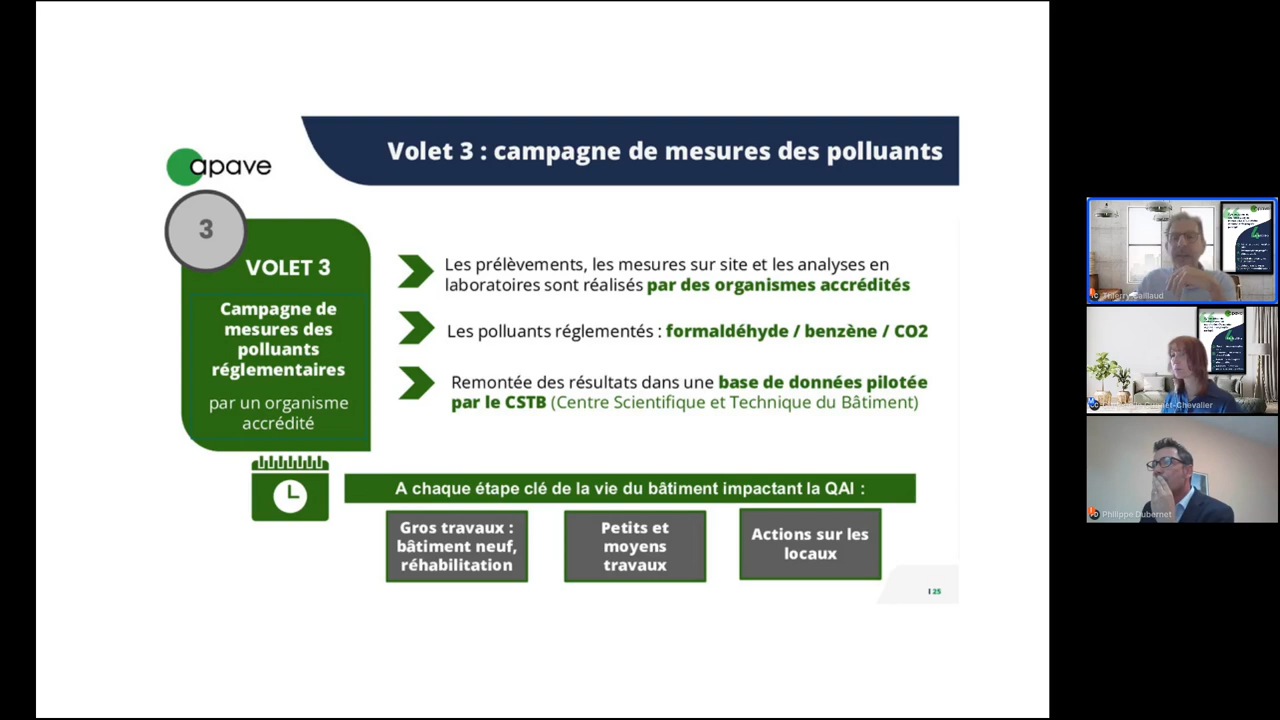 Volet 3 : campagne de mesures des polluants
apave
3
VOLET 3
Campagne de
mesures des
polluants
réglementaires
par un organisme
accrédité
Les prélèvements, les mesures sur site et les analyses en
laboratoires sont réalisés par des organismes accrédités
Les polluants réglementés : formaldéhyde / benzène / CO2
Remontée des résultats dans une base de données pilotée
par le CSTB (Centre Scientifique et Technique du Bâtiment)
A chaque étape clé de la vie du bâtiment impactant la QAI :
Gros travaux :
bâtiment neuf,
réhabilitation
Petits et
moyens
travaux
Actions sur les
locaux
I 25
apave
Thierry
apave
-Chevalier
Philippe Dubernet